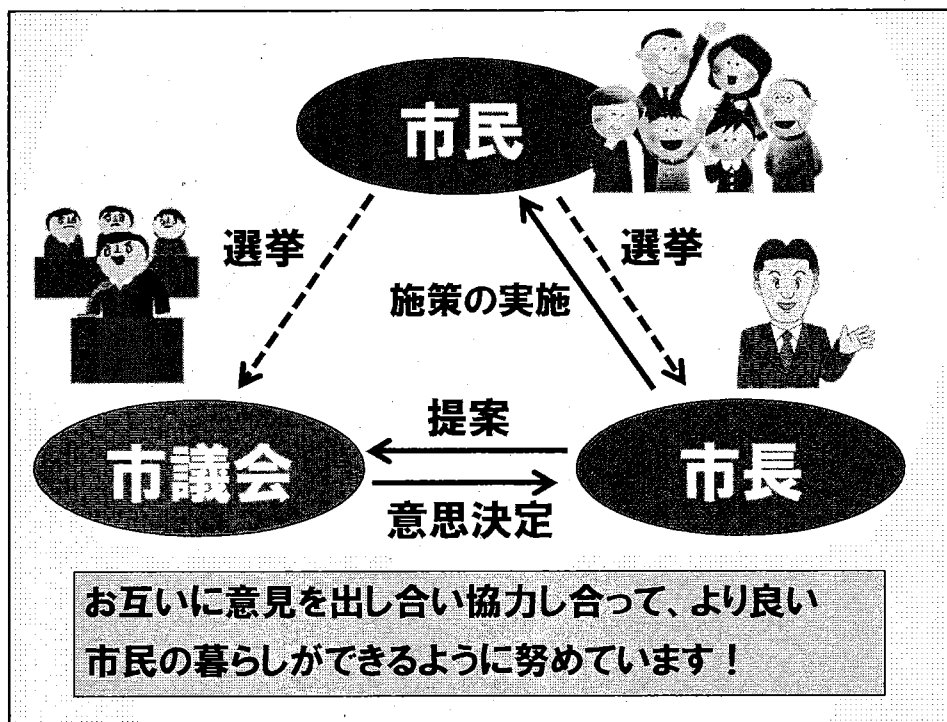 市民
選挙
選挙
施策の実施
提案
市議会
市長
意思決定
お互いに意見を出し合い協力し合って、より良い
市民の暮らしができるように努めています！